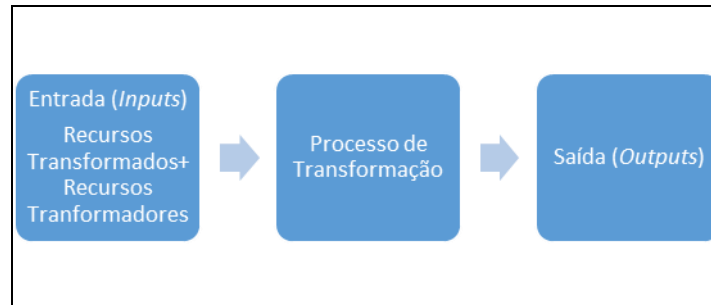 Entrada (Inputs)
Recursos
Transformados+
Recursos
Tranformadores
Processo de
Transformação
Saída (Outputs)